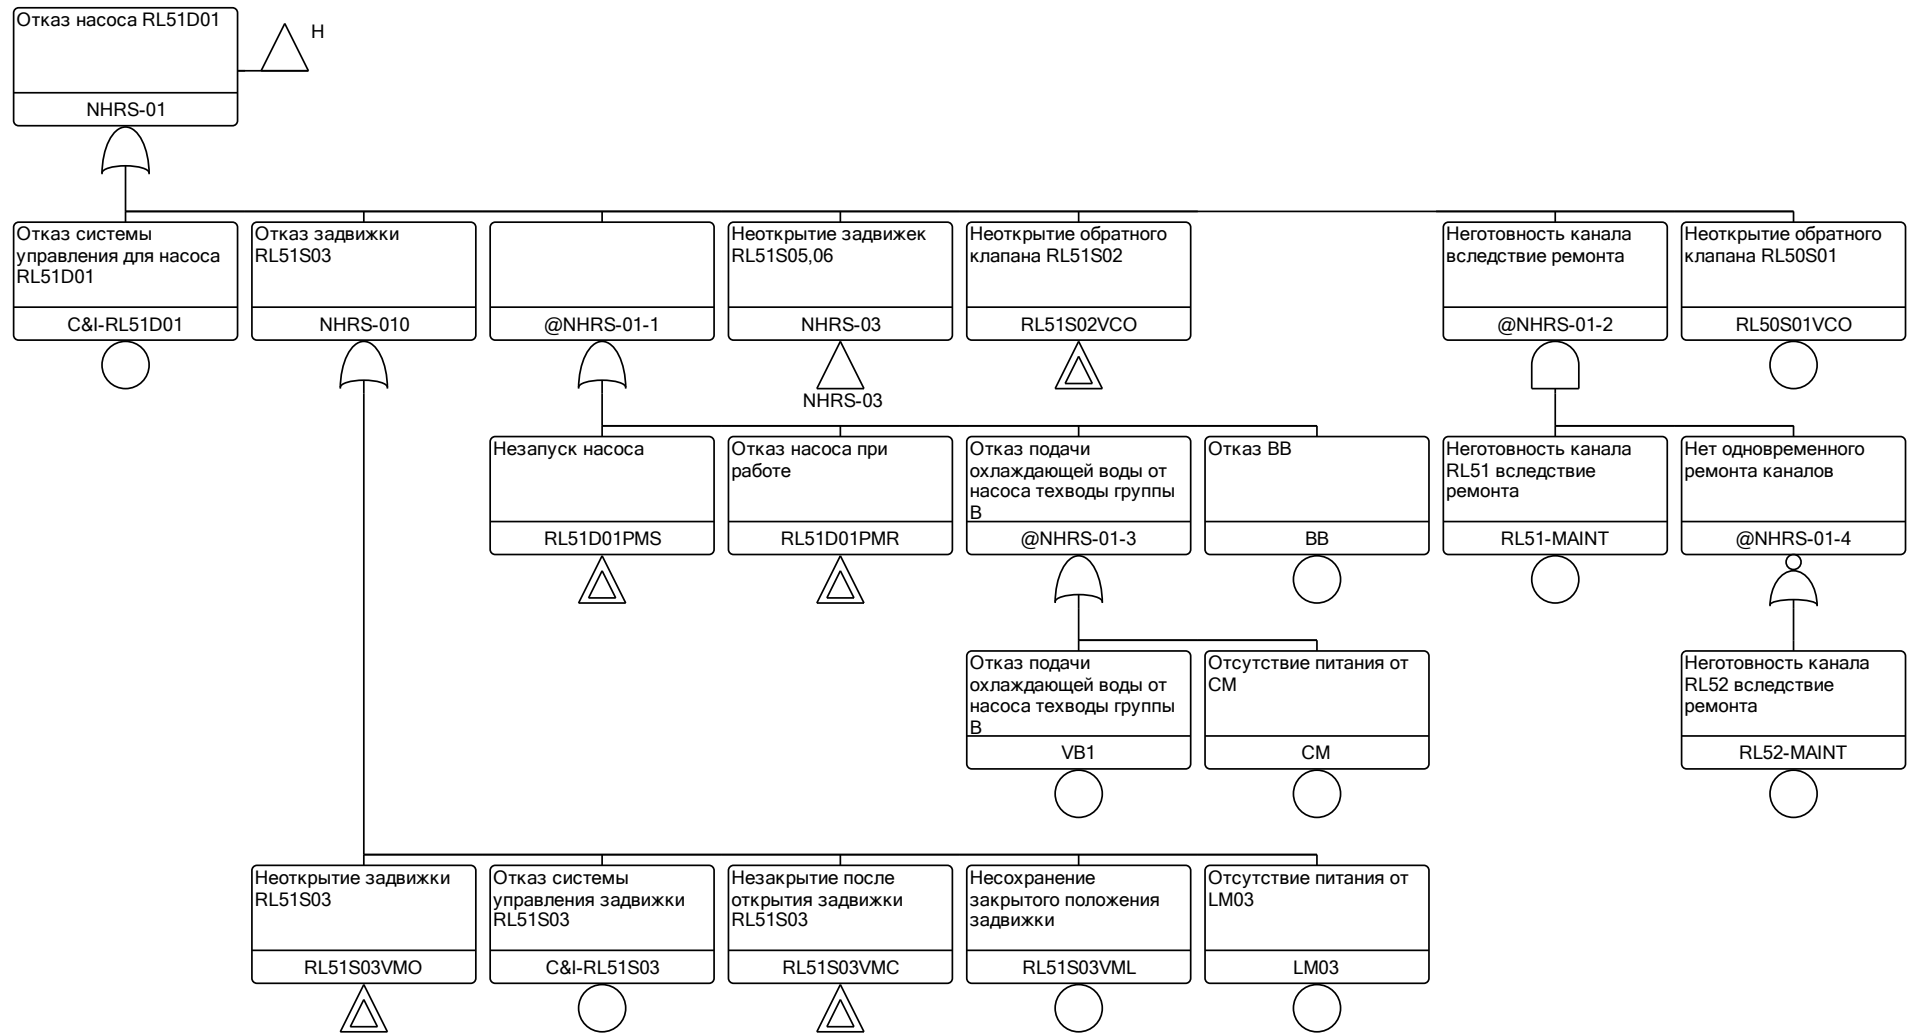 Отказ насоса RL51D01
H
NHRS-01
Отказ системы
управления для насоса
RL51D01
C&I-RL51D01
Отказ задвижки
RL51S03
NHRS-010
@NHRS-01-1
Неоткрытие задвижек
RL51S05,06
NHRS-03
NHRS-03
Неоткрытие обратного
клапана RL51S02
RL51S02VCO
Неготовность канала
вследствие ремонта
@NHRS-01-2
Неоткрытие обратного
клапана RL50S01
RL50S01VCO
Незапуск насоса
RL51D01PMS
Отказ насоса при
работе
RL51D01PMR
Отказ подачи
охлаждающей воды от
насоса техводы группы
В
@NHRS-01-3
Отказ ВВ
BB
Неготовность канала
RL51 вследствие
ремонта
RL51-MAINT
Нет одновременного
ремонта каналов
@NHRS-01-4
Отказ подачи
охлаждающей воды от
насоса техводы группы
В
VB1
Отсутствие питания от
CM
CM
Неготовность канала
RL52 вследствие
ремонта
RL52-MAINT
Неоткрытие задвижки
RL51S03
RL51S03VMO
Отказ системы
управления задвижки
RL51S03
C&I-RL51S03
Незакрытие после
открытия задвижки
RL51S03
RL51S03VMC
Несохранение
закрытого положения
задвижки
RL51S03VML
Отсутствие питания от
LM03
LM03